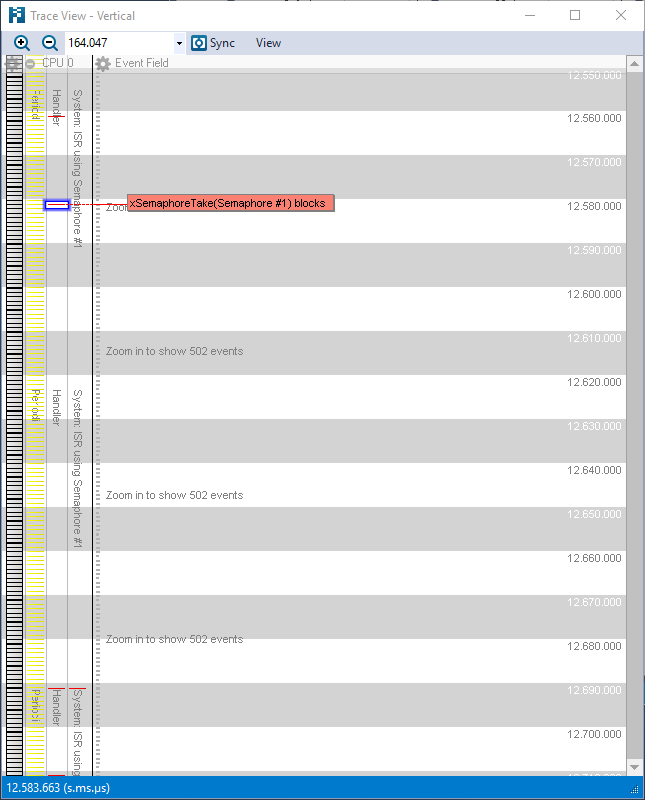 Trace View - Vertical
164.047
Sync
View
CPU 0
Event Field
12.550.000
Period
Handler
System: ISR using Semaphore #1
12.560.000
12.570.000
xSemaphoreTake(Semaphore #1) blocks
Zoom
12.580.000
12.590.000
12.600.000
12.610.000
Zoom in to show 502 events
12.620.000
Periodi
Handler
System: ISR using Semaphore #1
12.630.000
12.640.000
Zoom in to show 502 events
12.650.000
12.660.000
12.670.000
Zoom in to show 502 events
12.680.000
12.690.000
Periodi
Handler
System: ISR using
12.700.000
12.583.663 (s.ms.µs)